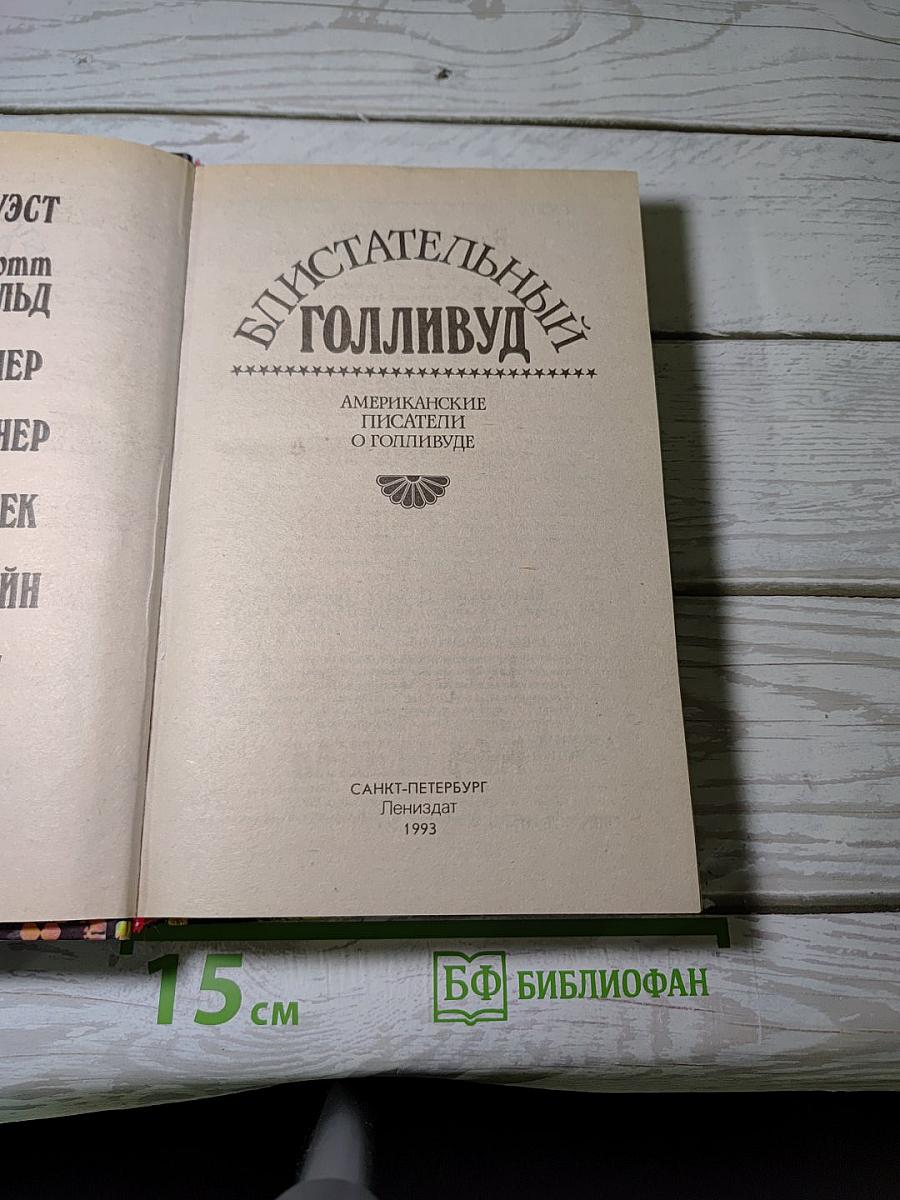 УЭСТ
отт
ЛЬД
НЕР
НЕР
ЕК
ЙН
БЛИСТАТЕЛЬНЫЙ
ГОЛЛИВУД
АМЕРИКАНСКИЕ
ПИСАТЕЛИ
О ГОЛЛИВУДЕ
САНКТ-ПЕТЕРБУРГ
Лениздат
1993
15 см
БФ БИБЛИОФАН